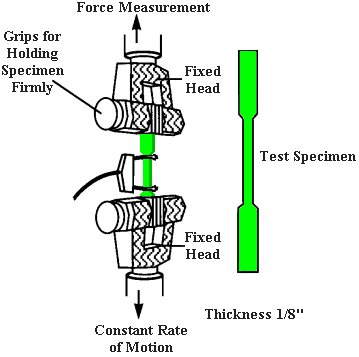 Force Measurement
Grips for
Holding
Specimen
Firmly
Fixed
Head
Test Specimen
Fixed
Head
Thickness 1/8"
Constant Rate
of Motion